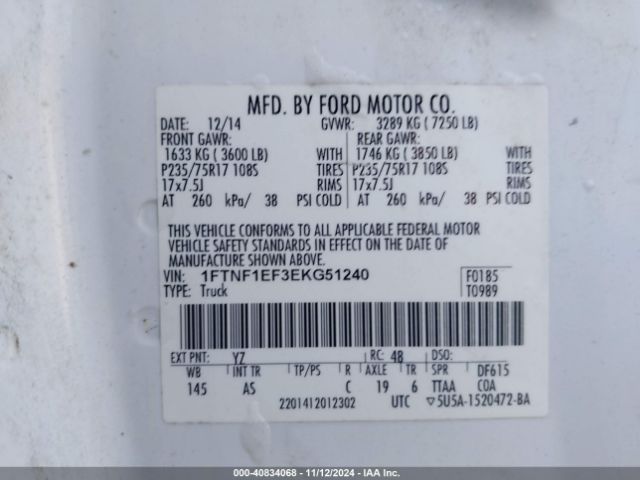 MFD. BY FORD MOTOR CO.
DATE: 12/14 GVWR: 3289 KG ( 7250 LB)
FRONT GAWR: REAR GAWR:
1633 KG ( 3600 LB) WITH 1746 KG ( 3850 LB) WITH
P235/75R17 108S TIRES P235/75R17 108S TIRES
17x7.5J RIMS 17x7.5J RIMS
AT 260 kPa/ 38 PSI COLD AT 260 kPa/ 38 PSI COLD
THIS VEHICLE CONFORMS TO ALL APPLICABLE FEDERAL MOTOR
VEHICLE SAFETY STANDARDS IN EFFECT ON THE DATE OF
MANUFACTURE SHOWN ABOVE.
VIN: 1FTNF1EF3EKG51240 F0185
TYPE: Truck T0989
EXT PNT: YZ RC: 48 DSO:
WB INT TR TP/PS R AXLE TR SPR DF615
145 AS C 19 6 TTAA COA
2201412012302 UTC ▽5U5A-1520472-BA
000-40834068 - 11/12/2024 - IAA Inc.